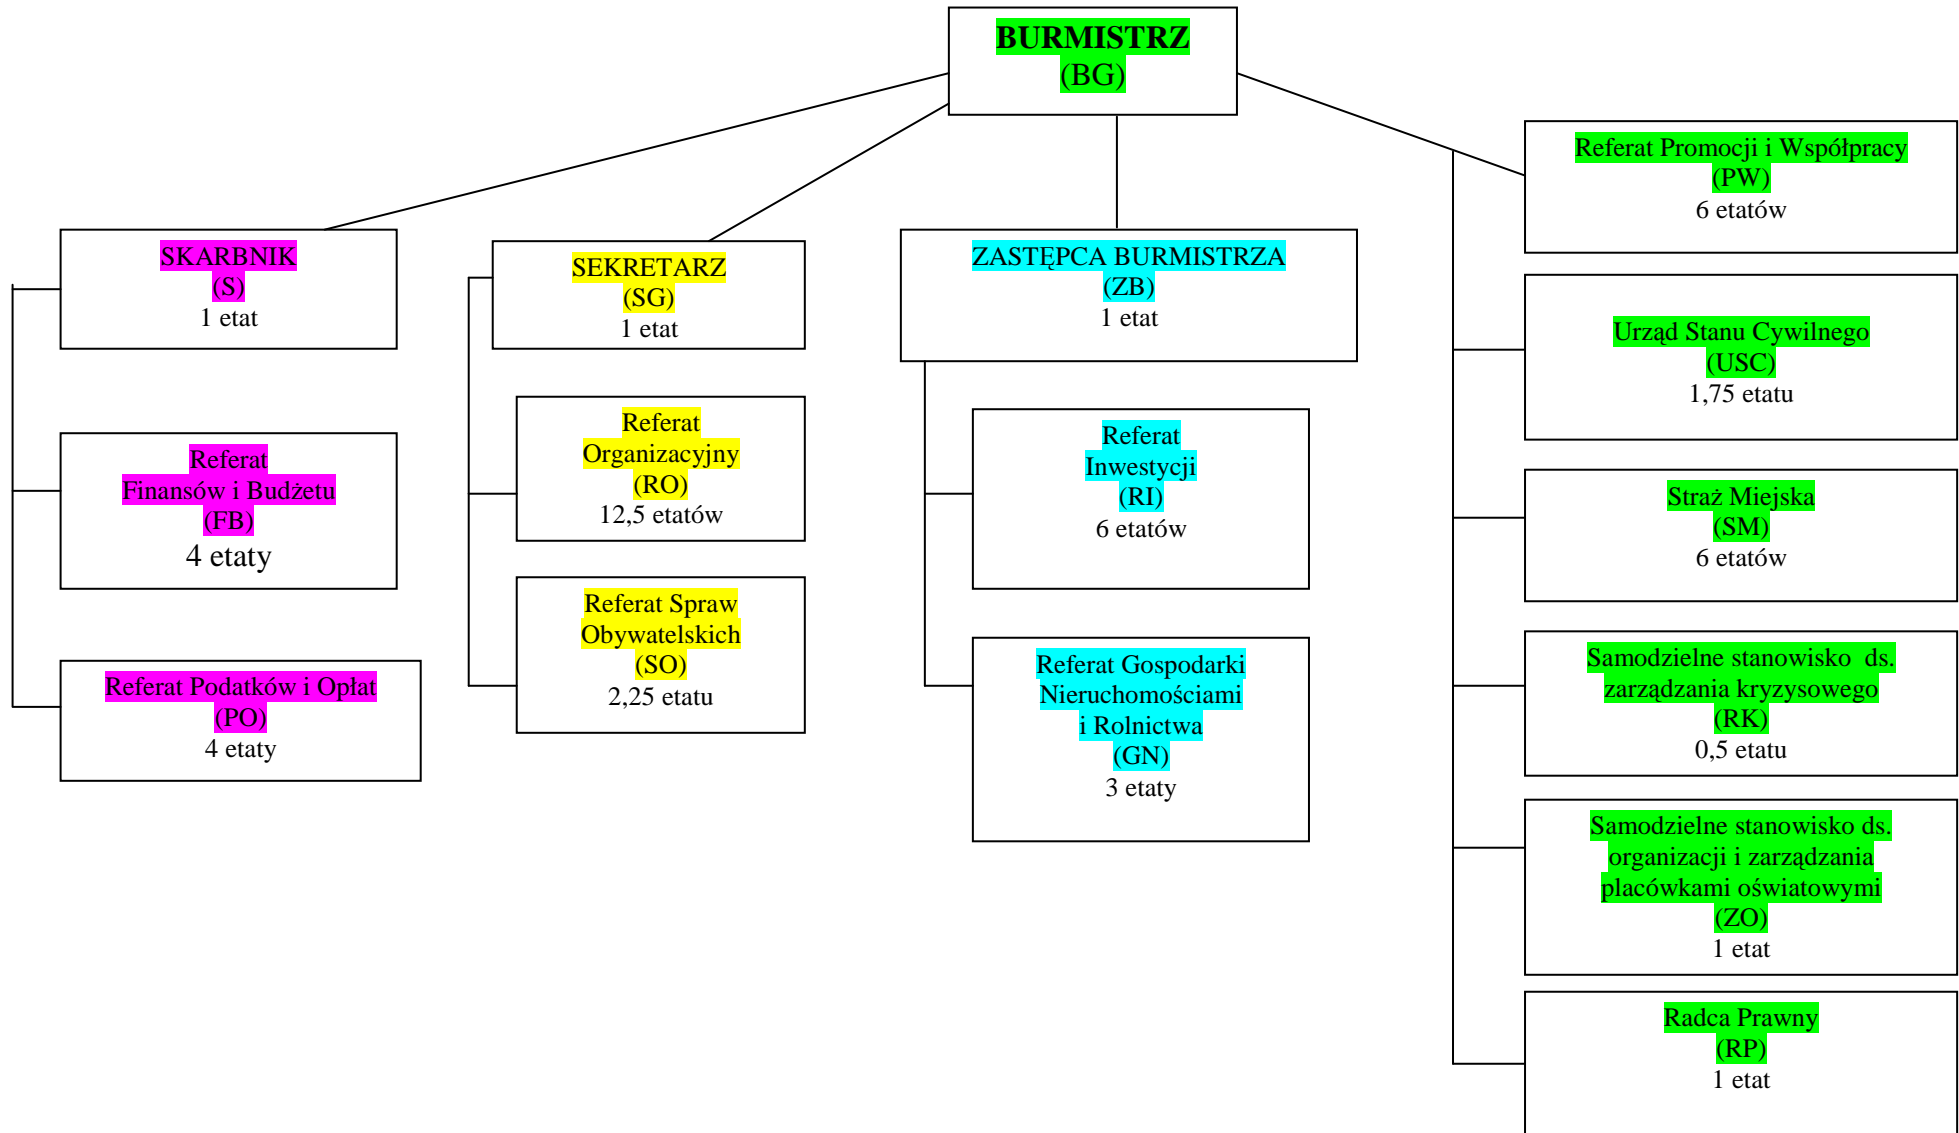 BURMISTRZ
(BG)
SKARBNIK
(S)
1 etat
Referat
Finansów i Budżetu
(FB)
4 etaty
Referat Podatków i Opłat
(PO)
4 etaty
SEKRETARZ
(SG)
1 etat
Referat
Organizacyjny
(RO)
12,5 etatów
Referat Spraw
Obywatelskich
(SO)
2,25 etatu
ZASTĘPCA BURMISTRZA
(ZB)
1 etat
Referat
Inwestycji
(RI)
6 etatów
Referat Gospodarki
Nieruchomościami
i Rolnictwa
(GN)
3 etaty
Referat Promocji i Współpracy
(PW)
6 etatów
Urząd Stanu Cywilnego
(USC)
1,75 etatu
Straż Miejska
(SM)
6 etatów
Samodzielne stanowisko ds.
zarządzania kryzysowego
(RK)
0,5 etatu
Samodzielne stanowisko ds.
organizacji i zarządzania
placówkami oświatowymi
(ZO)
1 etat
Radca Prawny
(RP)
1 etat